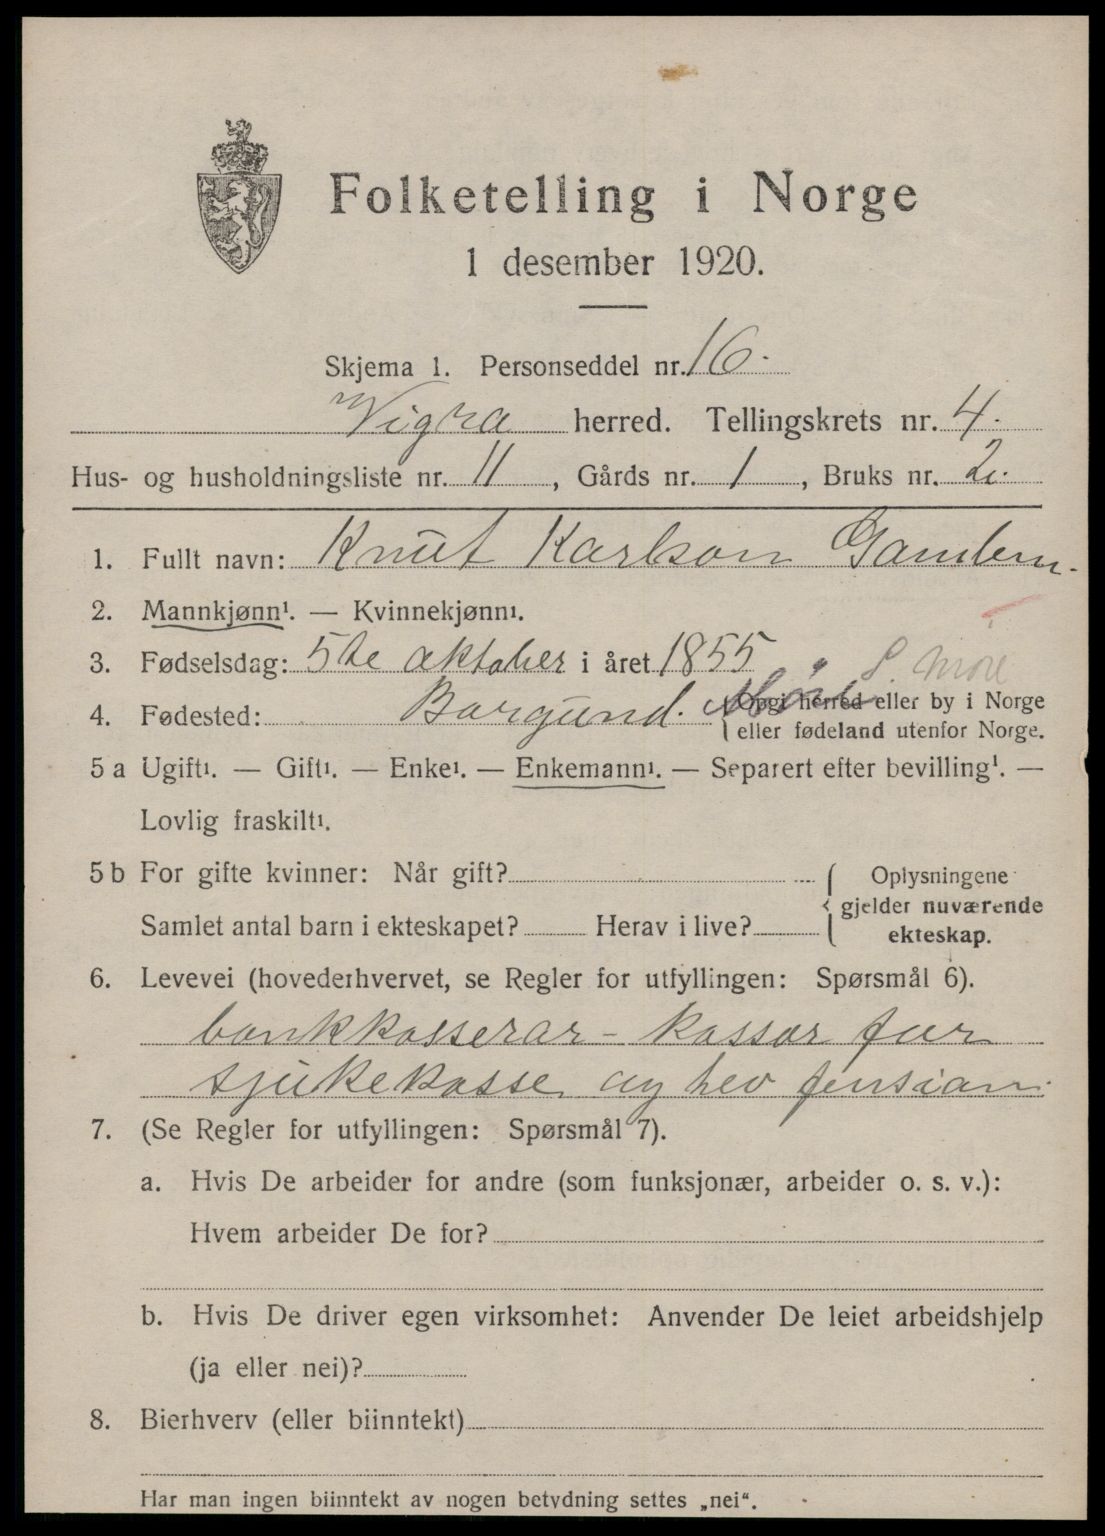 Folketelling i Norge
1 desember 1920.
Skjema 1. Personseddel nr. 16.
Vigra herred. Tellingskrets nr. 4.
Hus- og husholdningsliste nr. 11, Gårds nr. 1, Bruks nr. 2.
1. Fullt navn: Knut Karlson Gamlem.
2. Mannkjønn¹. — Kvinnekjønn¹.
3. Fødselsdag: 5te oktober i året 1855
S. Møre
4. Fødested: Borgund. Møre
Opgi herred eller by i Norge
eller fødeland utenfor Norge.
5 a Ugift¹. — Gift¹. — Enke¹. — Enkemann¹. — Separert efter bevilling¹. —
Lovlig fraskilt¹.
5 b For gifte kvinner: Når gift?
Samlet antal barn i ekteskapet? Herav i live?
Oplysningene
gjelder nuværende
ekteskap.
6. Levevei (hovederhvervet, se Regler for utfyllingen: Spørsmål 6).
bankkasserar - kassar for
sjukekasse og hev pensian.
7. (Se Regler for utfyllingen: Spørsmål 7).
a. Hvis De arbeider for andre (som funksjonær, arbeider o. s. v.):
Hvem arbeider De for?
b. Hvis De driver egen virksomhet: Anvender De leiet arbeidshjelp
(ja eller nei)?
8. Bierhverv (eller biinntekt)
Har man ingen biinntekt av nogen betydning settes „nei“.